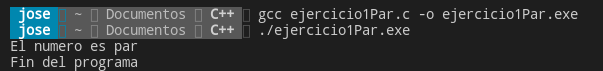 jose ~ Documentos C++ gcc ejercicio1Par.c -o ejercicio1Par.exe
jose ~ Documentos C++ ./ejercicio1Par.exe
El numero es par
Fin del programa